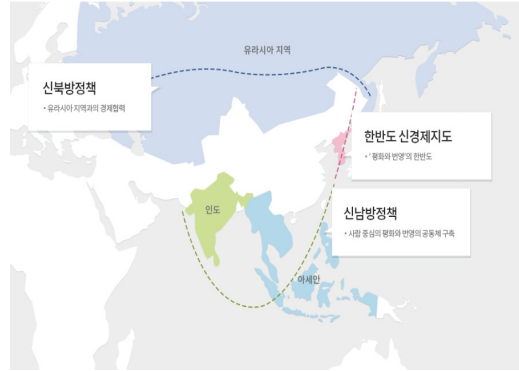 유라시아 지역
신북방정책
• 유라시아 지역과의 경제협력
한반도 신경제지도
• '평화와 번영'의 한반도
신남방정책
• 사람 중심의 평화와 번영의 공동체 구축
인도
아세안